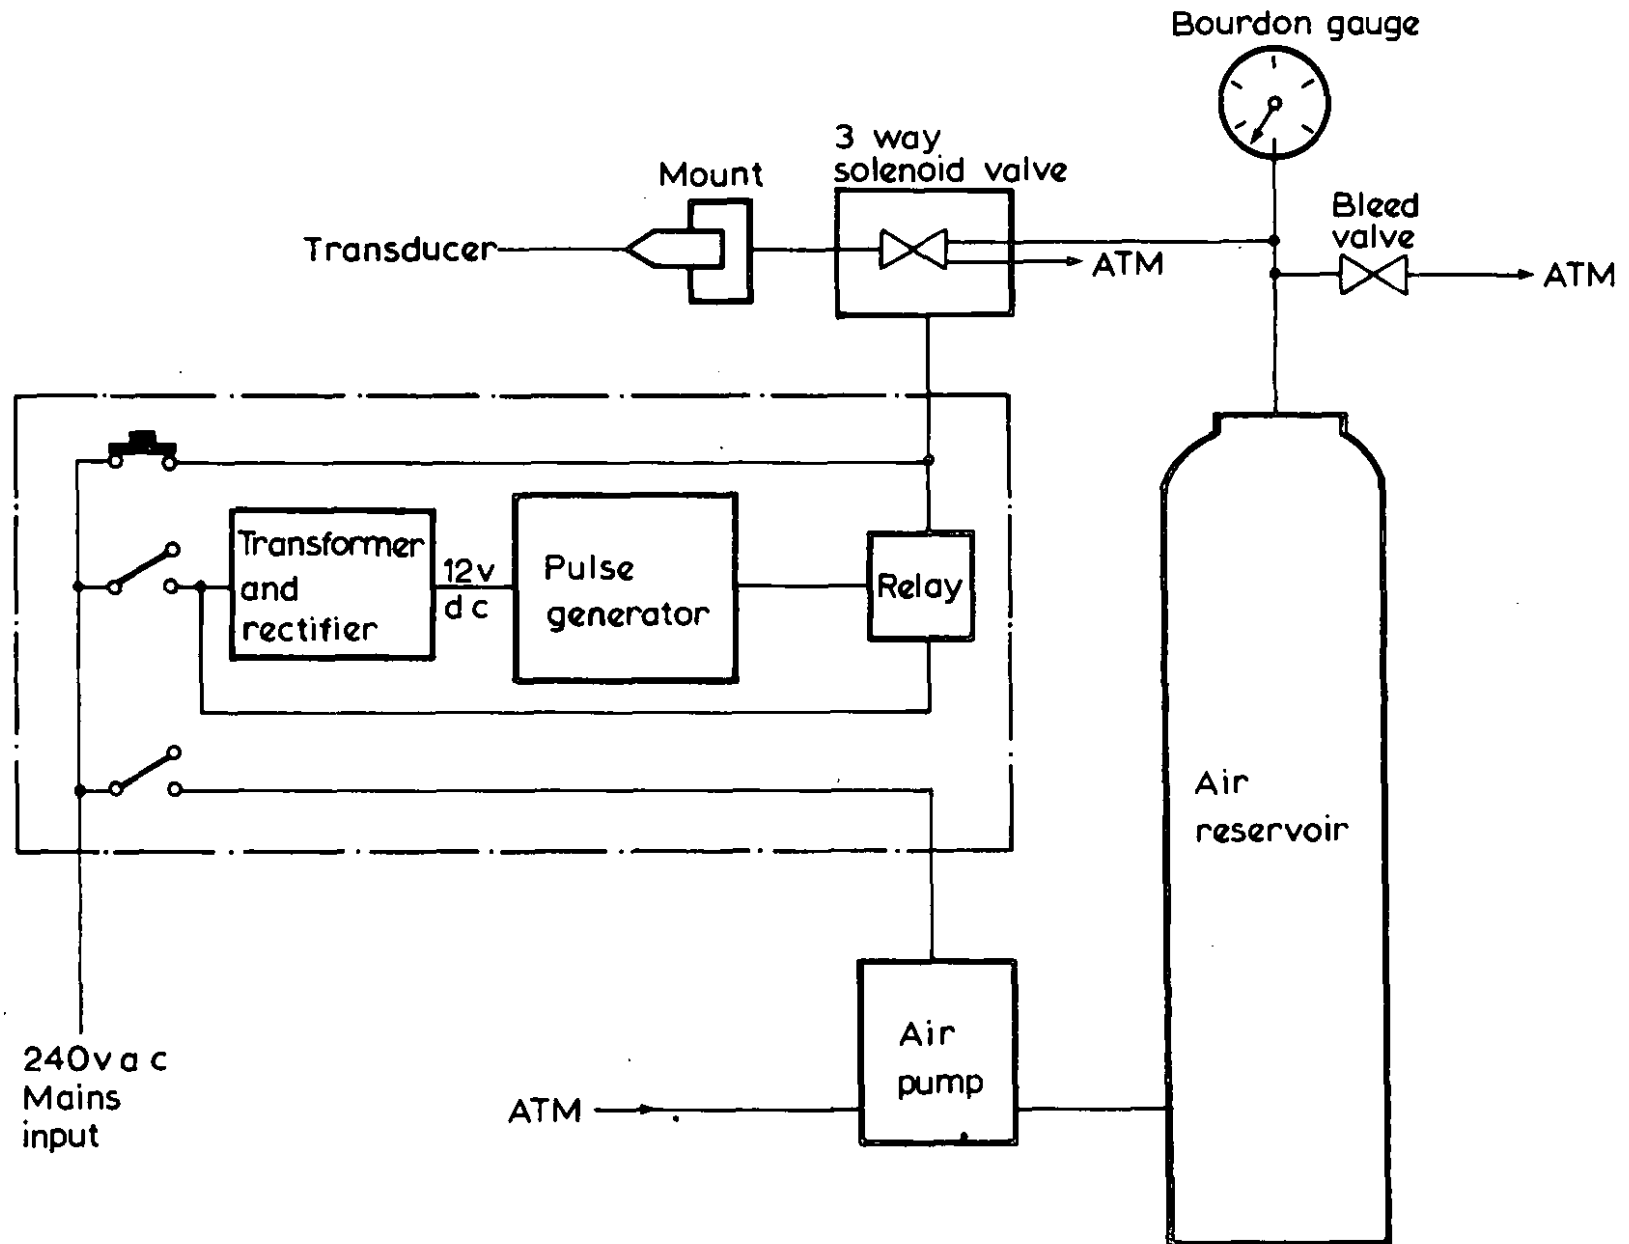 Bourdon gauge
3 way
solenoid valve
Mount
Bleed
valve
Transducer
ATM
ATM
Transformer
and
rectifier
12v
d c
Pulse
generator
Relay
Air
reservoir
240v a c
Mains
input
Air
pump
ATM